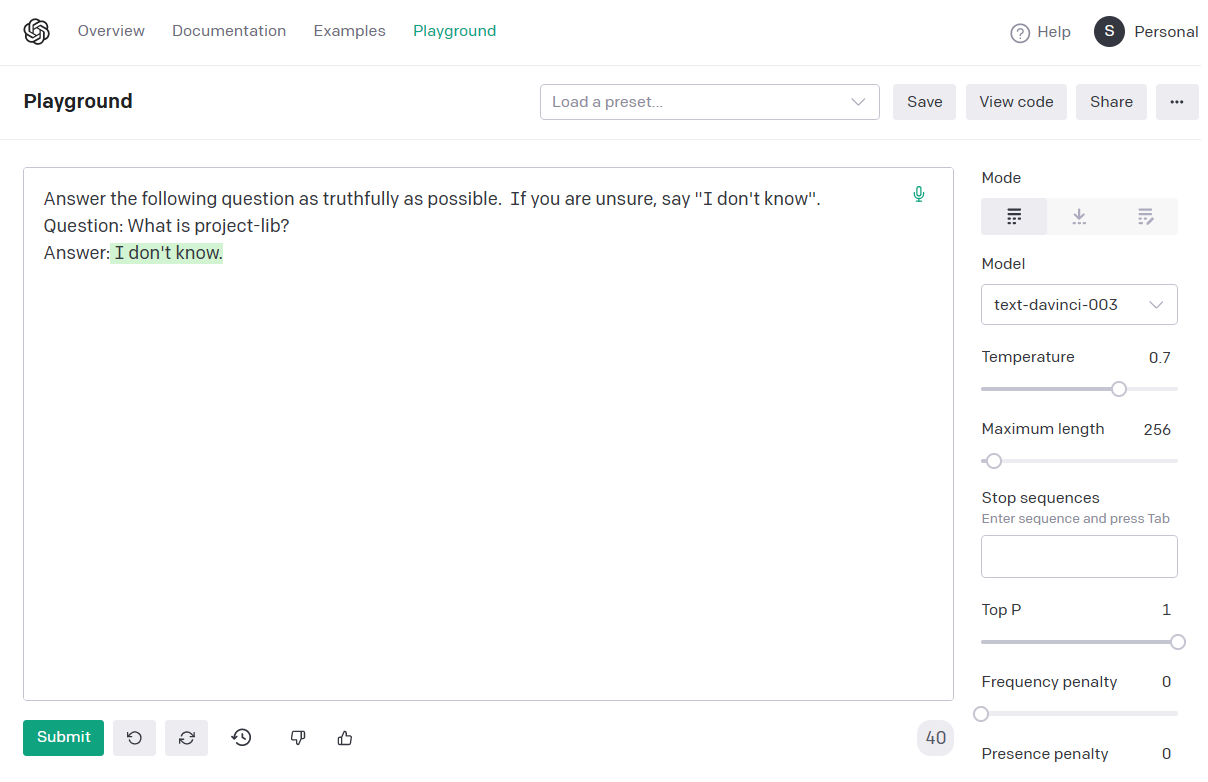 Overview Documentation Examples Playground Help S Personal
Playground Load a preset... Save View code Share ...
Answer the following question as truthfully as possible.  If you are unsure, say "I don't know".
Question: What is project-lib?
Answer: I don't know.
Mode
Model
text-davinci-003
Temperature 0.7
Maximum length 256
Stop sequences
Enter sequence and press Tab
Top P 1
Frequency penalty 0
Presence penalty 0
Submit 40